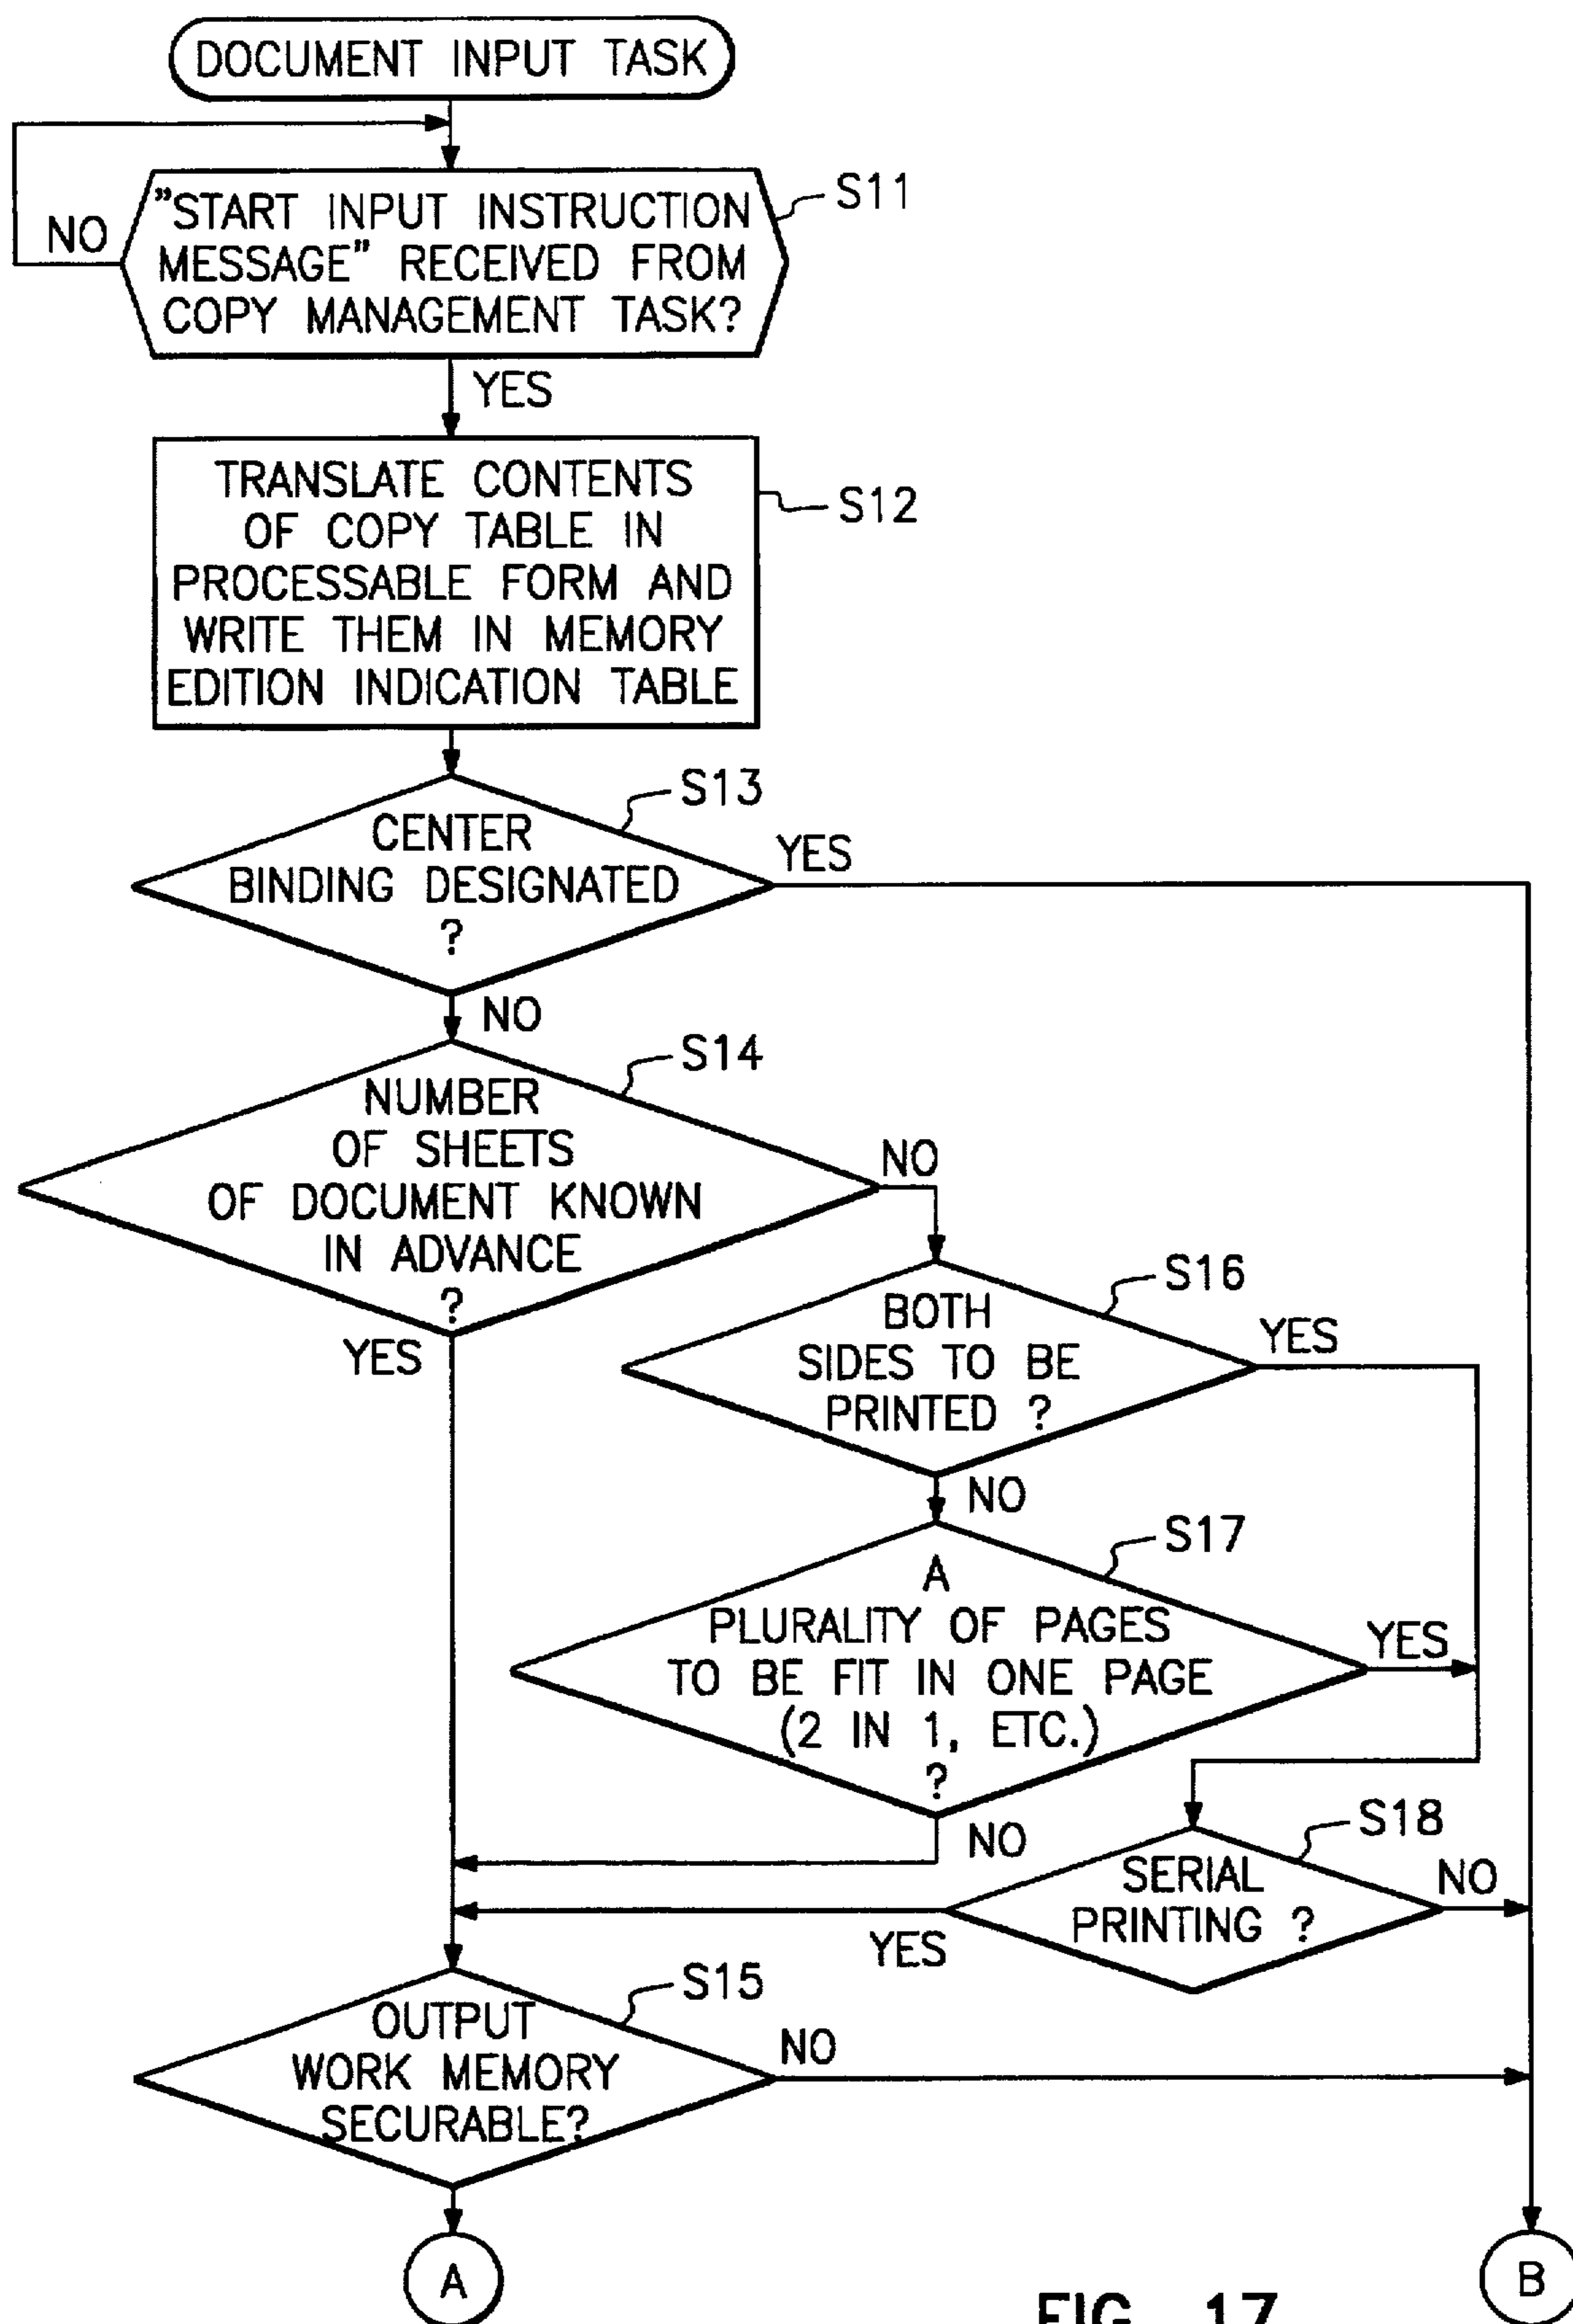 DOCUMENT INPUT TASK
"START INPUT INSTRUCTION
MESSAGE" RECEIVED FROM
COPY MANAGEMENT TASK?
S11
NO
YES
TRANSLATE CONTENTS
OF COPY TABLE IN
PROCESSABLE FORM AND
WRITE THEM IN MEMORY
EDITION INDICATION TABLE
S12
CENTER
BINDING DESIGNATED
?
S13
YES
NO
NUMBER
OF SHEETS
OF DOCUMENT KNOWN
IN ADVANCE
?
S14
NO
YES
BOTH
SIDES TO BE
PRINTED ?
S16
YES
NO
A
PLURALITY OF PAGES
TO BE FIT IN ONE PAGE
(2 IN 1, ETC.)
?
S17
YES
NO
SERIAL
PRINTING ?
S18
NO
YES
OUTPUT
WORK MEMORY
SECURABLE?
S15
NO
A
B
FIG. 17